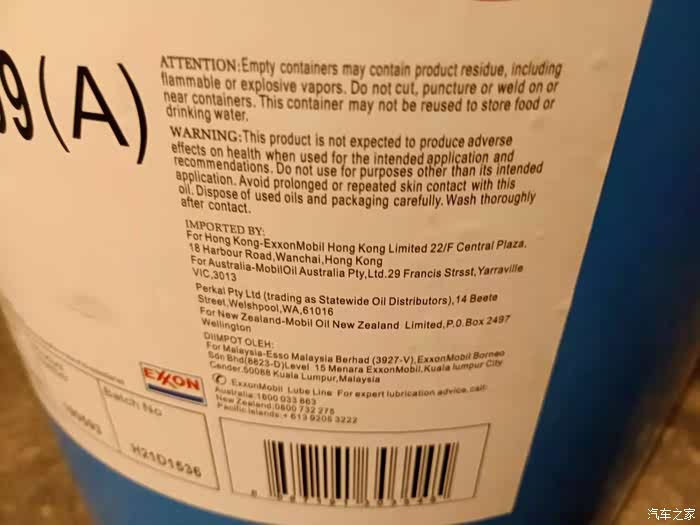 99(A)
ATTENTION:Empty containers may contain product residue, including
flammable or explosive vapors. Do not cut, puncture or weld on or
near containers. This container may not be reused to store food or
drinking water.
WARNING:This product is not expected to produce adverse
effects on health when used for the intended application and
recommendations. Do not use for purposes other than its intended
application. Avoid prolonged or repeated skin contact with this
oil. Dispose of used oils and packaging carefully. Wash thoroughly
after contact.
IMPORTED BY:
For Hong Kong-ExxonMobil Hong Kong Limited 22/F Central Plaza.
18 Harbour Road,Wanchai,Hong Kong
For Australia-MobilOil Australia Pty,Ltd.29 Francis Strsst,Yarraville
VIC,3013
Perkal Pty Ltd (trading as Statewide Oil Distributors),14 Beete
Street,Welshpool,WA,61016
For New Zealand-Mobil Oil New Zealand Limited,P.O.Box 2497
Wellington
DIIMPOT OLEH:
For Malaysia-Esso Malaysia Berhad (3927-V),ExxonMobil Borneo
Sdn Bhd(8823-D)Level 15 Menara ExxonMobil.Kuala lumpur City
Cender.50088 Kuala Lumpur,Malaysia
EXXON
ExxonMobil Lube Line For expert lubrication advice,call:
Australia:1800 033 663
New Zealand:0800 732 275
Pacific Islands:+ 613 9205 3222
Batch No
H21D1536
汽车之家